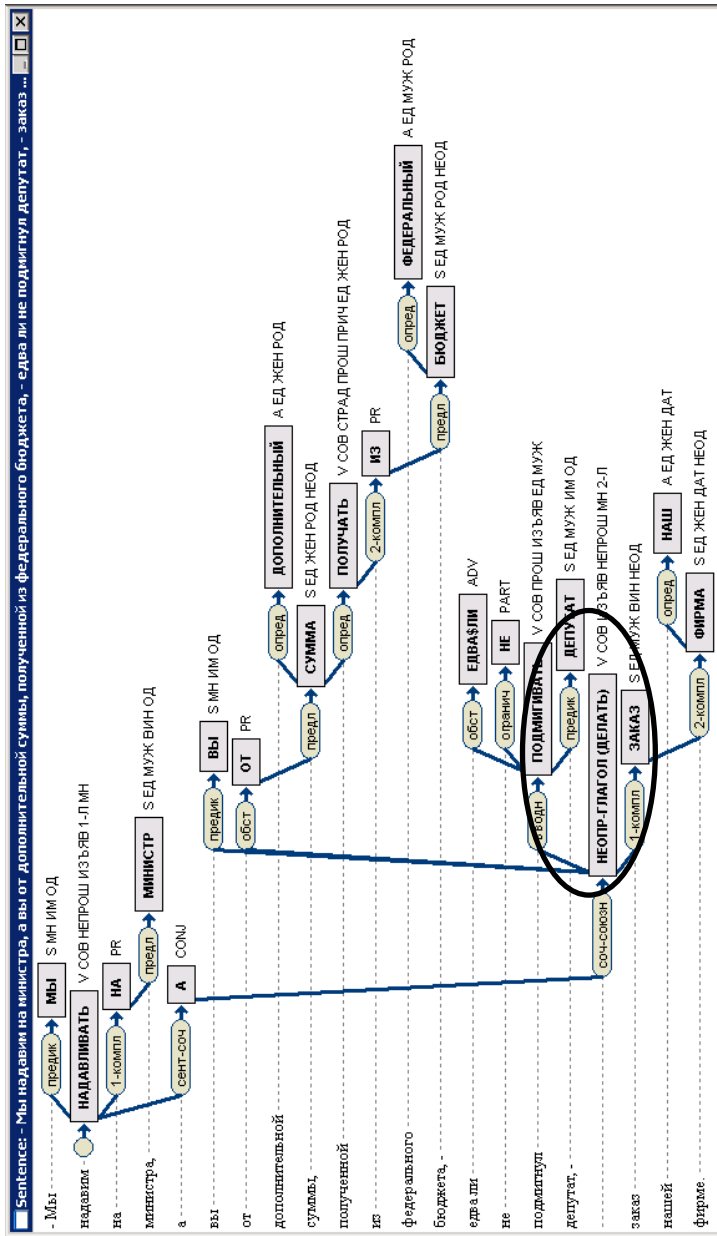 Sentence: - Мы надавим на министра, а вы от дополнительной суммы, полученной из федерального бюджета, - едва ли не подмигнул депутат, - заказ ...
- Мы предик МЫ S МН ИМ ОД
надавим НАДАВЛИВАТЬ V СОВ НЕПРОШ ИЗЪЯВ 1-Л МН
на 1-компл НА PR
министра, предл МИНИСТР S ЕД МУЖ ВИН ОД
а сент-соч А CONJ
вы предик ВЫ S МН ИМ ОД
от обст ОТ PR
дополнительной опред ДОПОЛНИТЕЛЬНЫЙ A ЕД ЖЕН РОД
суммы, предл СУММА S ЕД ЖЕН РОД НЕОД
полученной опред ПОЛУЧАТЬ V СОВ СТРАД ПРОШ ПРИЧ ЕД ЖЕН РОД
из 2-компл ИЗ PR
федерального опред ФЕДЕРАЛЬНЫЙ A ЕД МУЖ РОД
бюджета, - предл БЮДЖЕТ S ЕД МУЖ РОД НЕОД
едва ли обст ЕДВА$ЛИ ADV
не огранич НЕ PART
подмигнул вводн ПОДМИГИВАТЬ V СОВ ПРОШ ИЗЪЯВ ЕД МУЖ
депутат, - предик ДЕПУТАТ S ЕД МУЖ ИМ ОД
соч-союзн НЕОПР-ГЛАГОЛ (ДЕЛАТЬ) V СОВ ИЗЪЯВ НЕПРОШ МН 2-Л
заказ 1-компл ЗАКАЗ S ЕД МУЖ ВИН НЕОД
нашей опред НАШ A ЕД ЖЕН ДАТ
фирме. 2-компл ФИРМА S ЕД ЖЕН ДАТ НЕОД